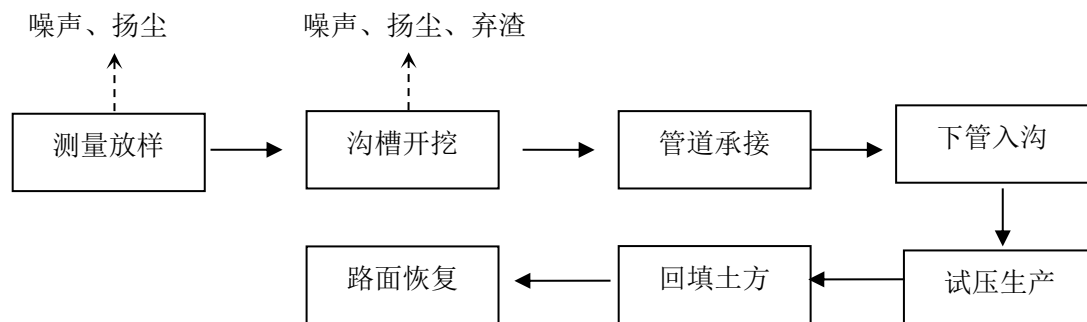 噪声、扬尘
噪声、扬尘、弃渣
测量放样
沟槽开挖
管道承接
下管入沟
路面恢复
回填土方
试压生产